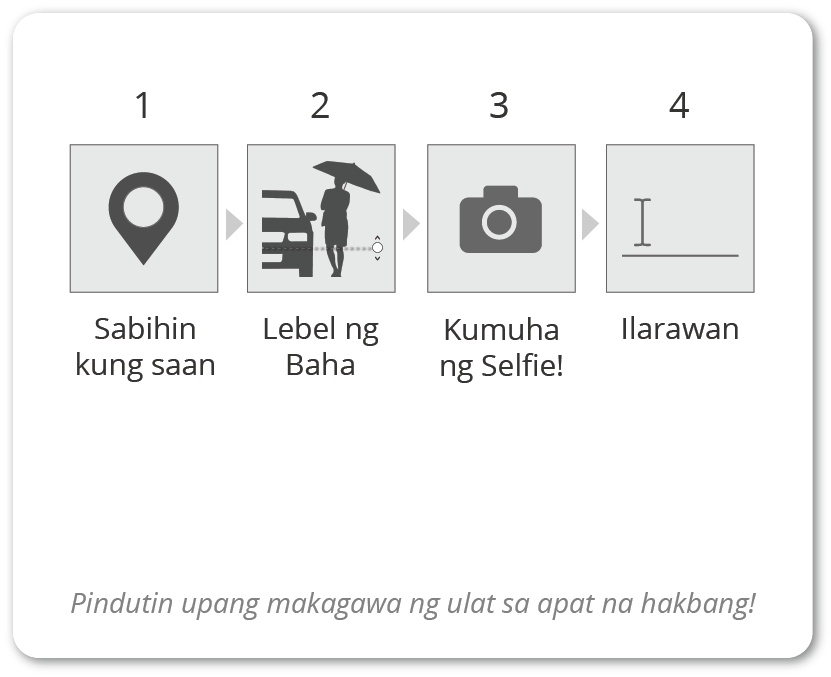 1
2
3
4
Sabihin
kung saan
Lebel ng
Baha
Kumuha
ng Selfie!
Ilarawan
Pindutin upang makagawa ng ulat sa apat na hakbang!